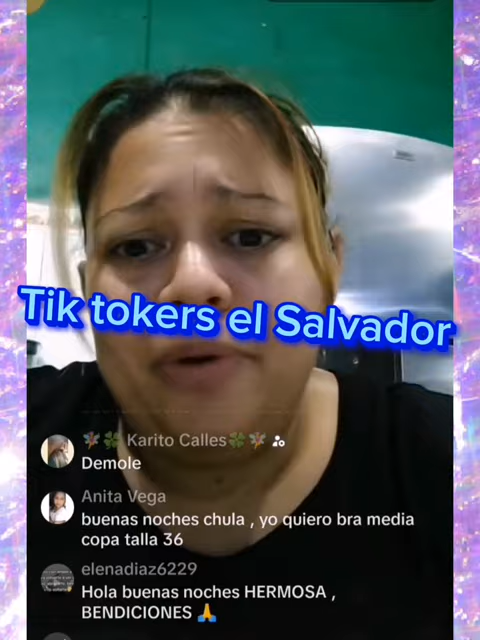 Tik tokers el Salvador
🧚🍀 Karito Calles🍀🧚
Demole
Anita Vega
buenas noches chula , yo quiero bra media
copa talla 36
elenadiaz6229
Hola buenas noches HERMOSA ,
BENDICIONES 🙏